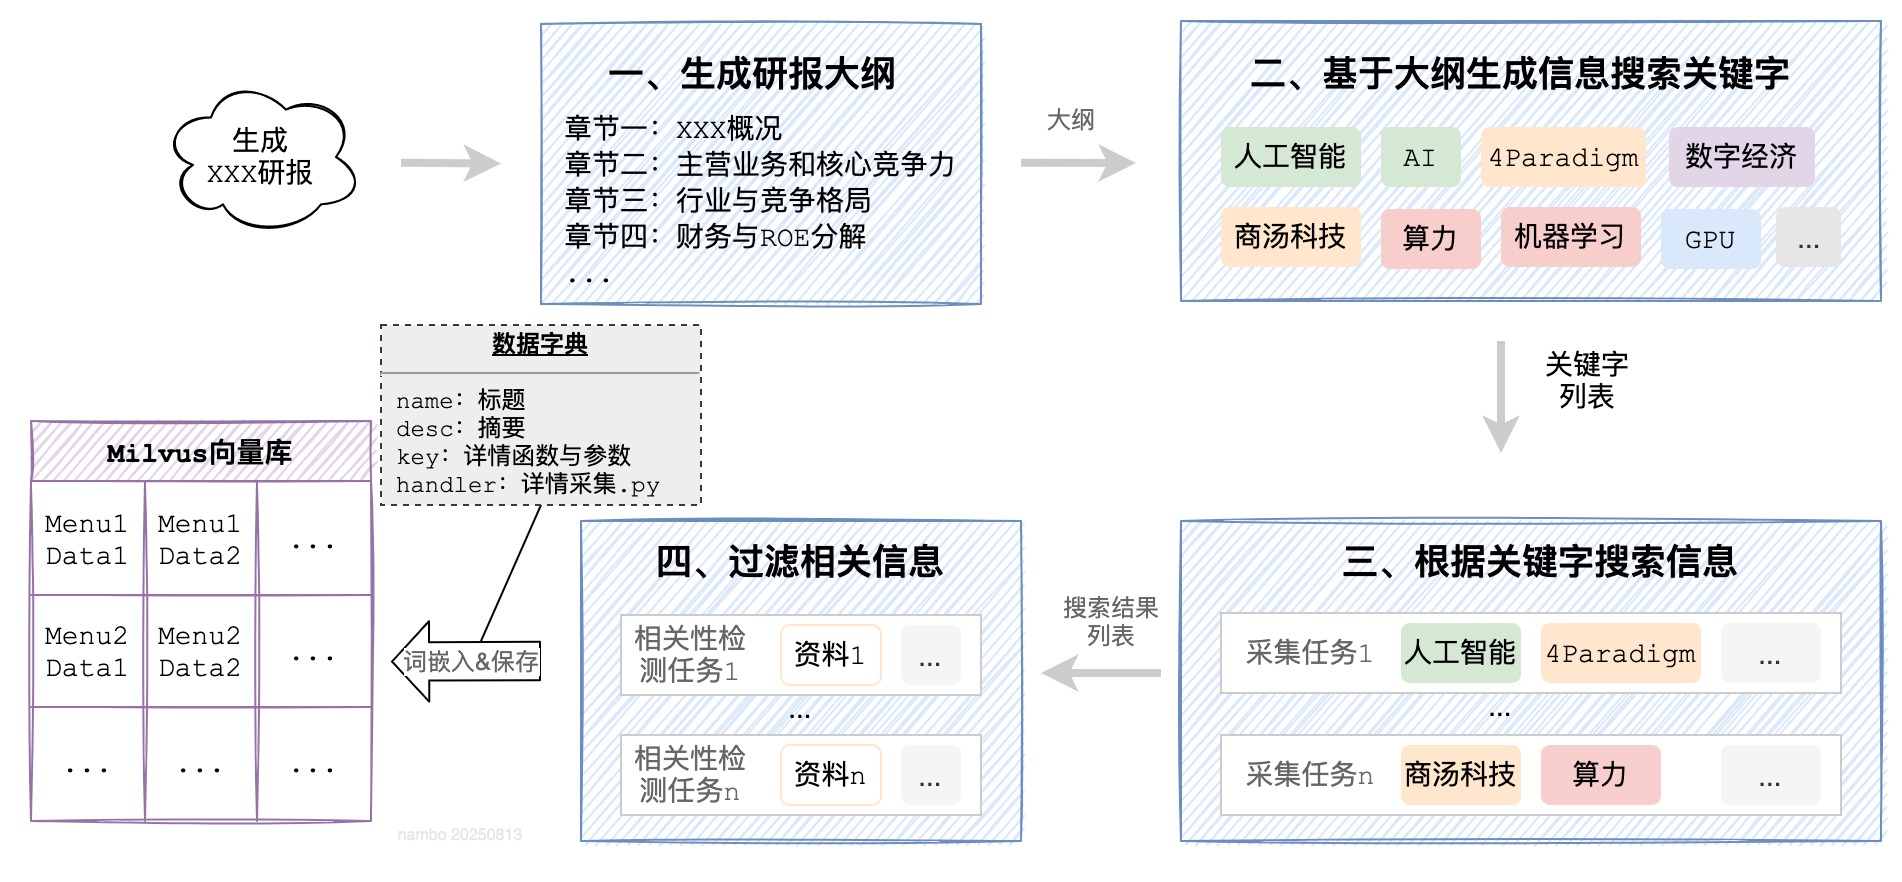 生成
XXX研报
一、生成研报大纲
章节一：XXX概况
章节二：主营业务和核心竞争力
章节三：行业与竞争格局
章节四：财务与ROE分解
...
大纲
二、基于大纲生成信息搜索关键字
人工智能 AI 4Paradigm 数字经济
商汤科技 算力 机器学习 GPU ...
关键字
列表
三、根据关键字搜索信息
采集任务1 人工智能 4Paradigm ...
...
采集任务n 商汤科技 算力 ...
搜索结果
列表
四、过滤相关信息
相关性检
测任务1
资料1 ...
...
相关性检
测任务n
资料n ...
数据字典
name：标题
desc：摘要
key：详情函数与参数
handler：详情采集.py
词嵌入&保存
Milvus向量库
Menu1 Menu1 ...
Data1 Data2
Menu2 Menu2 ...
Data1 Data2
... ... ...
nambo 20250813